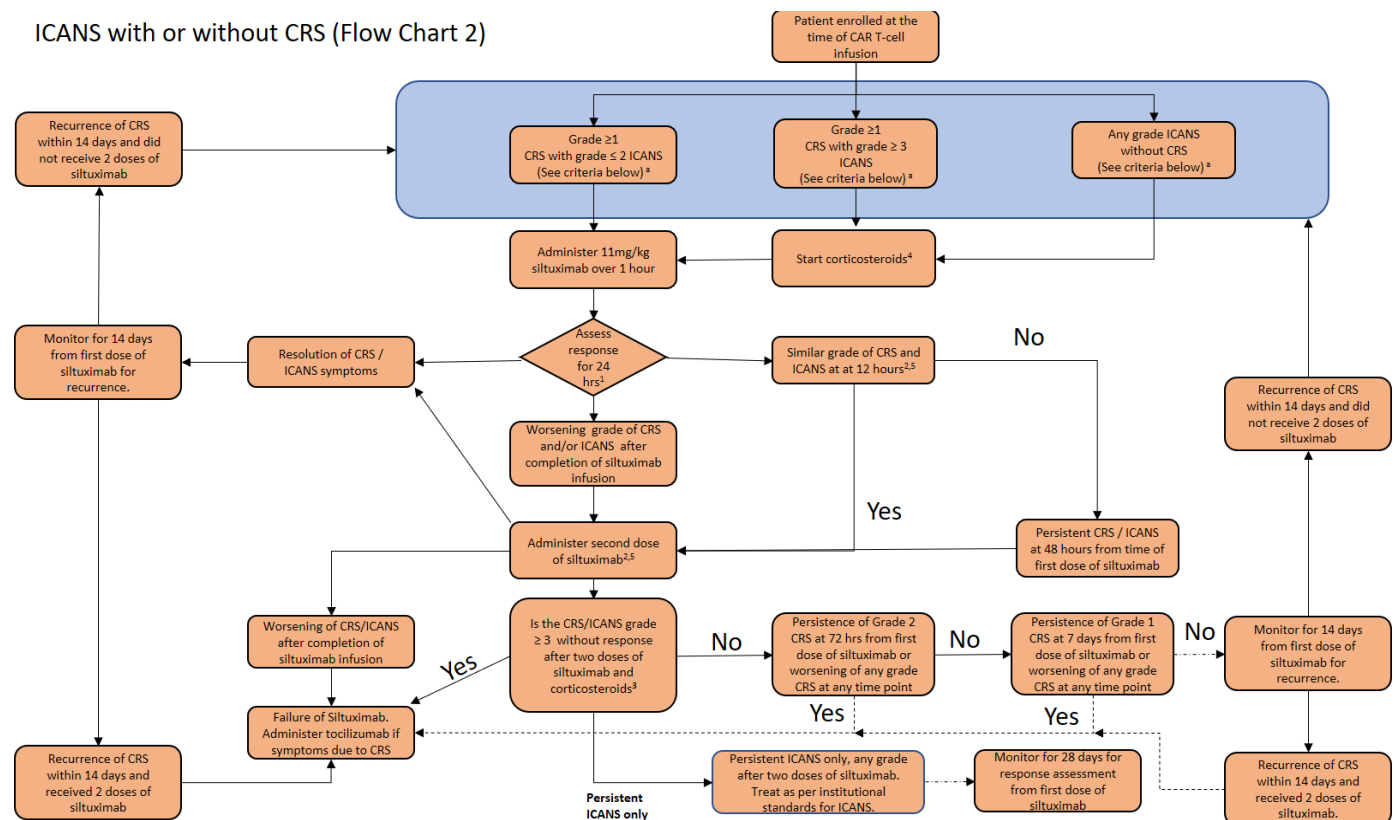 ICANS with or without CRS (Flow Chart 2)
Patient enrolled at the
time of CAR T-cell
infusion
Recurrence of CRS
within 14 days and did
not receive 2 doses of
siltuximab
Grade ≥1
CRS with grade ≤ 2 ICANS
(See criteria below) ª
Grade ≥1
CRS with grade ≥ 3
ICANS
(See criteria below) ª
Any grade ICANS
without CRS
(See criteria below) ª
Administer 11mg/kg
siltuximab over 1 hour
Start corticosteroids⁴
Monitor for 14 days
from first dose of
siltuximab for
recurrence.
Resolution of CRS /
ICANS symptoms
Assess
response
for 24
hrs¹
Similar grade of CRS and
ICANS at at 12 hours²,⁵
No
Recurrence of CRS
within 14 days and did
not receive 2 doses of
siltuximab
Worsening grade of CRS
and/or ICANS after
completion of siltuximab
infusion
Yes
Administer second dose
of siltuximab²,⁵
Persistent CRS / ICANS
at 48 hours from time of
first dose of siltuximab
Worsening of CRS/ICANS
after completion of
siltuximab infusion
Yes
Is the CRS/ICANS grade
≥ 3 without response
after two doses of
siltuximab and
corticosteroids³
No
Persistence of Grade 2
CRS at 72 hrs from first
dose of siltuximab or
worsening of any grade
CRS at any time point
No
Persistence of Grade 1
CRS at 7 days from first
dose of siltuximab or
worsening of any grade
CRS at any time point
No
Monitor for 14 days
from first dose of
siltuximab for
recurrence.
Yes
Yes
Failure of Siltuximab.
Administer tocilizumab if
symptoms due to CRS
Recurrence of CRS
within 14 days and
received 2 doses of
siltuximab
Persistent
ICANS only
Persistent ICANS only, any grade
after two doses of siltuximab.
Treat as per institutional
standards for ICANS.
Monitor for 28 days for
response assessment
from first dose of
siltuximab
Recurrence of CRS
within 14 days and
received 2 doses of
siltuximab.